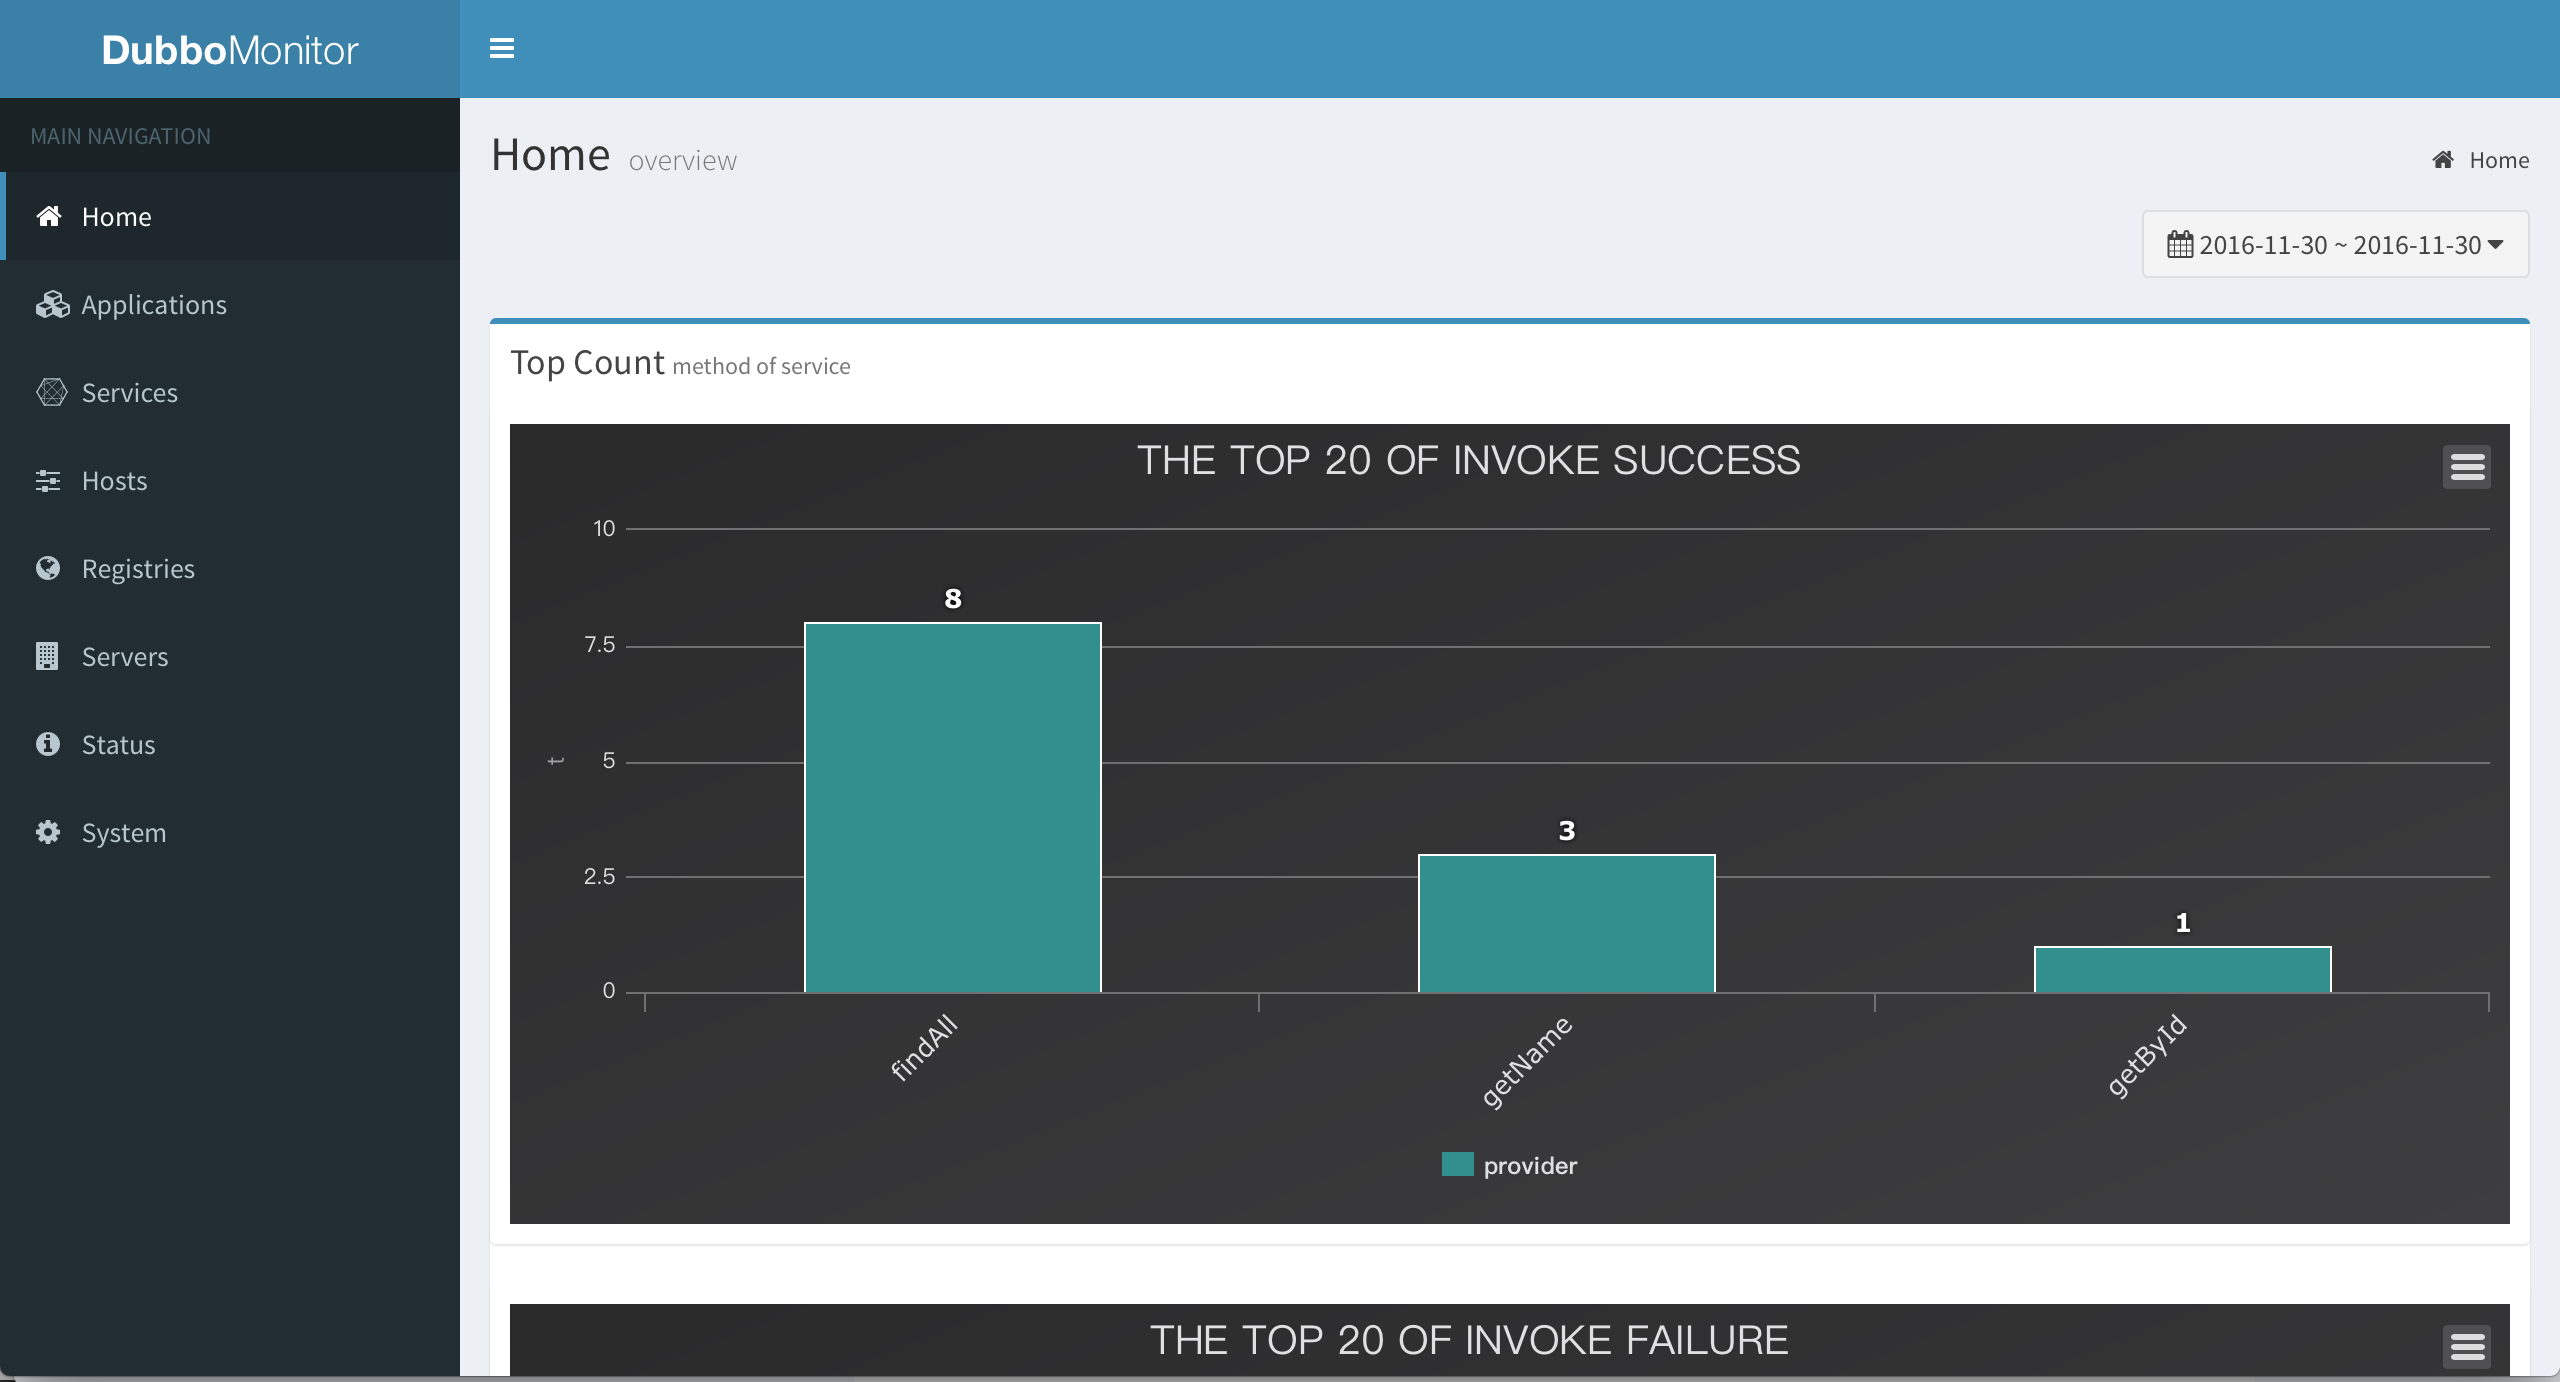 DubboMonitor
MAIN NAVIGATION
Home
Applications
Services
Hosts
Registries
Servers
Status
System
Home overview
Home
2016-11-30 ~ 2016-11-30
Top Count method of service
THE TOP 20 OF INVOKE SUCCESS
10
7.5
5
2.5
0
t
8
3
1
findAll
getName
getById
provider
THE TOP 20 OF INVOKE FAILURE